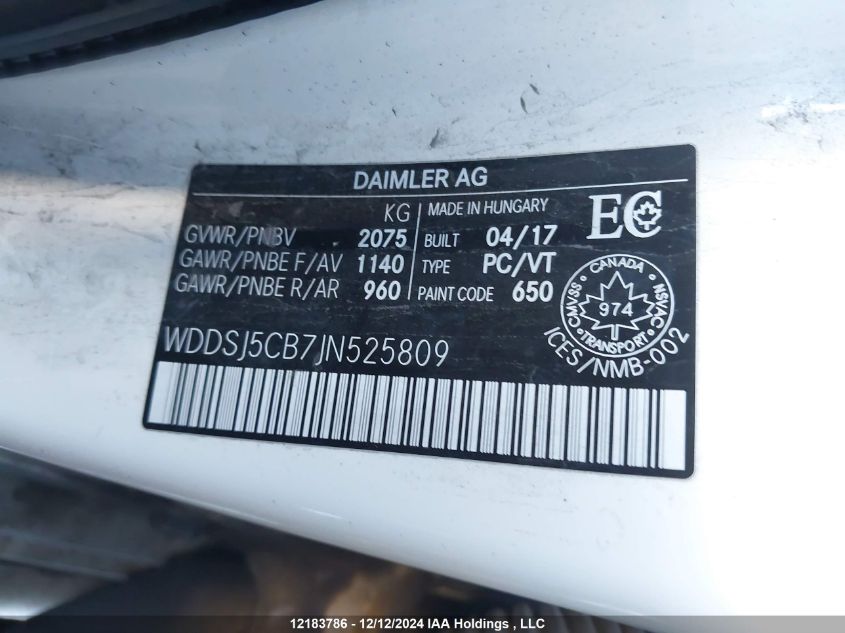 DAIMLER AG
KG
GVWR/PNBV 2075
GAWR/PNBE F/AV 1140
GAWR/PNBE R/AR 960
MADE IN HUNGARY
BUILT 04/17
TYPE PC/VT
PAINT CODE 650
EC
CANADA
CMVSS
974
NSVAC
TRANSPORT
ICES/NMB-002
WDDSJ5CB7JN525809
12183786 - 12/12/2024 IAA Holdings , LLC